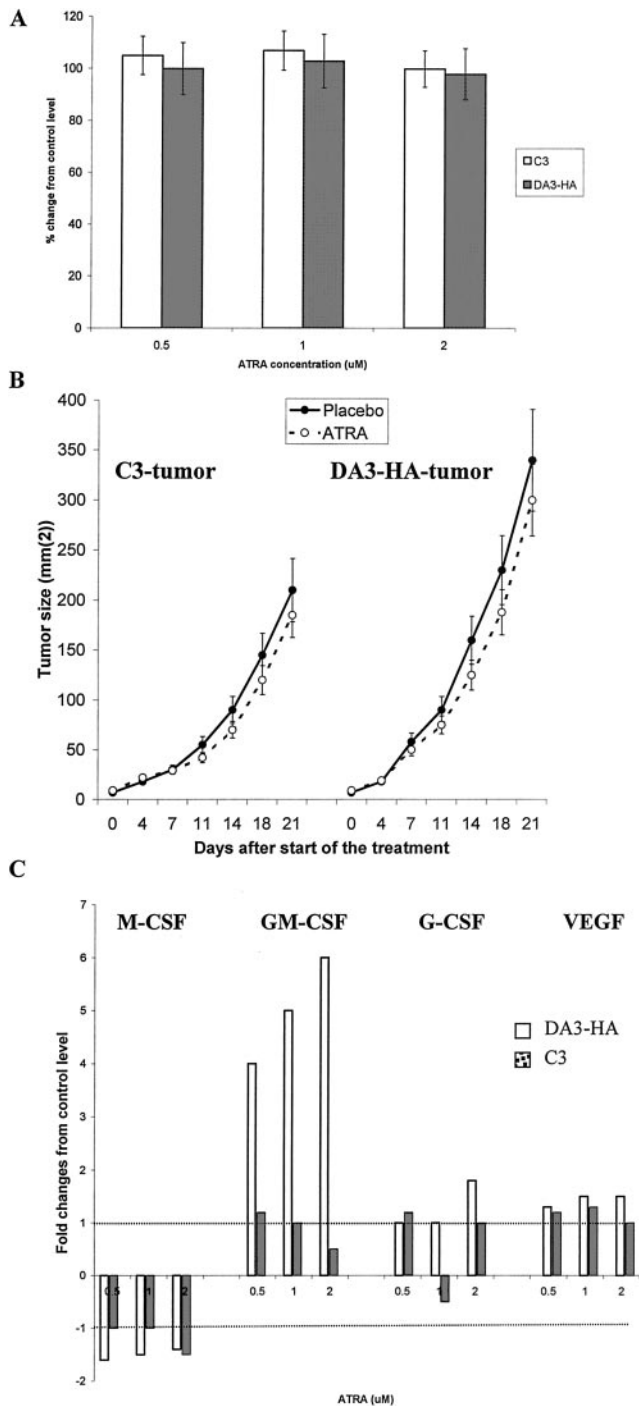 A
120
100
80
60
40
20
0
% change from control level
0.5 1 2
ATRA concentration (uM)
C3
DA3-HA
B
400
350
300
250
200
150
100
50
0
Tumor size (mm(2))
Placebo
ATRA
C3-tumor DA3-HA-tumor
0 4 7 11 14 18 21 0 4 7 11 14 18 21
Days after start of the treatment
C
7
6
5
4
3
2
1
0
-1
-2
Fold changes from control level
M-CSF GM-CSF G-CSF VEGF
DA3-HA
C3
0.5 1 2 0.5 1 2 0.5 1 2 0.5 1 2
ATRA (uM)